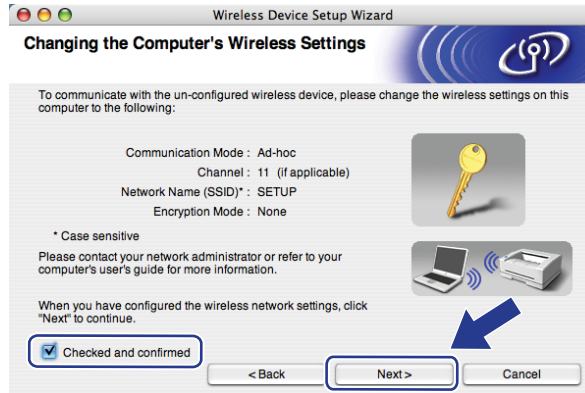 Wireless Device Setup Wizard
Changing the Computer's Wireless Settings
To communicate with the un-configured wireless device, please change the wireless settings on this
computer to the following:
Communication Mode : Ad-hoc
Channel : 11 (if applicable)
Network Name (SSID)* : SETUP
Encryption Mode : None
* Case sensitive
Please contact your network administrator or refer to your
computer's user's guide for more information.
When you have configured the wireless network settings, click
"Next" to continue.
Checked and confirmed
< Back Next > Cancel